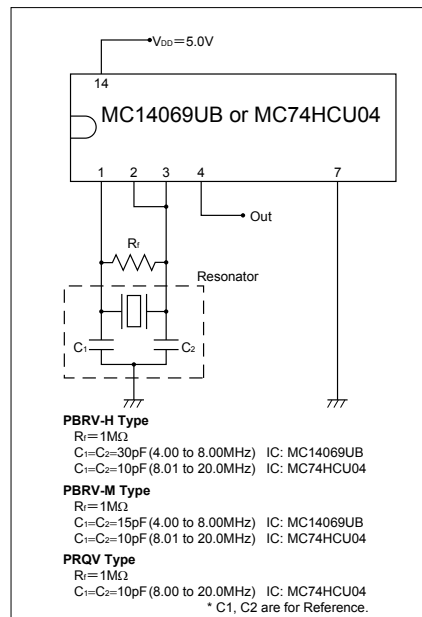 VDD=5.0V
14
MC14069UB or MC74HCU04
1 2 3 4 7
Out
Rf
Resonator
C1 C2
PBRV-H Type
Rf=1MΩ
C1=C2=30pF(4.00 to 8.00MHz) IC: MC14069UB
C1=C2=10pF(8.01 to 20.0MHz) IC: MC74HCU04
PBRV-M Type
Rf=1MΩ
C1=C2=15pF(4.00 to 8.00MHz) IC: MC14069UB
C1=C2=10pF(8.01 to 20.0MHz) IC: MC74HCU04
PRQV Type
Rf=1MΩ
C1=C2=10pF(8.00 to 20.0MHz) IC: MC74HCU04
* C1, C2 are for Reference.